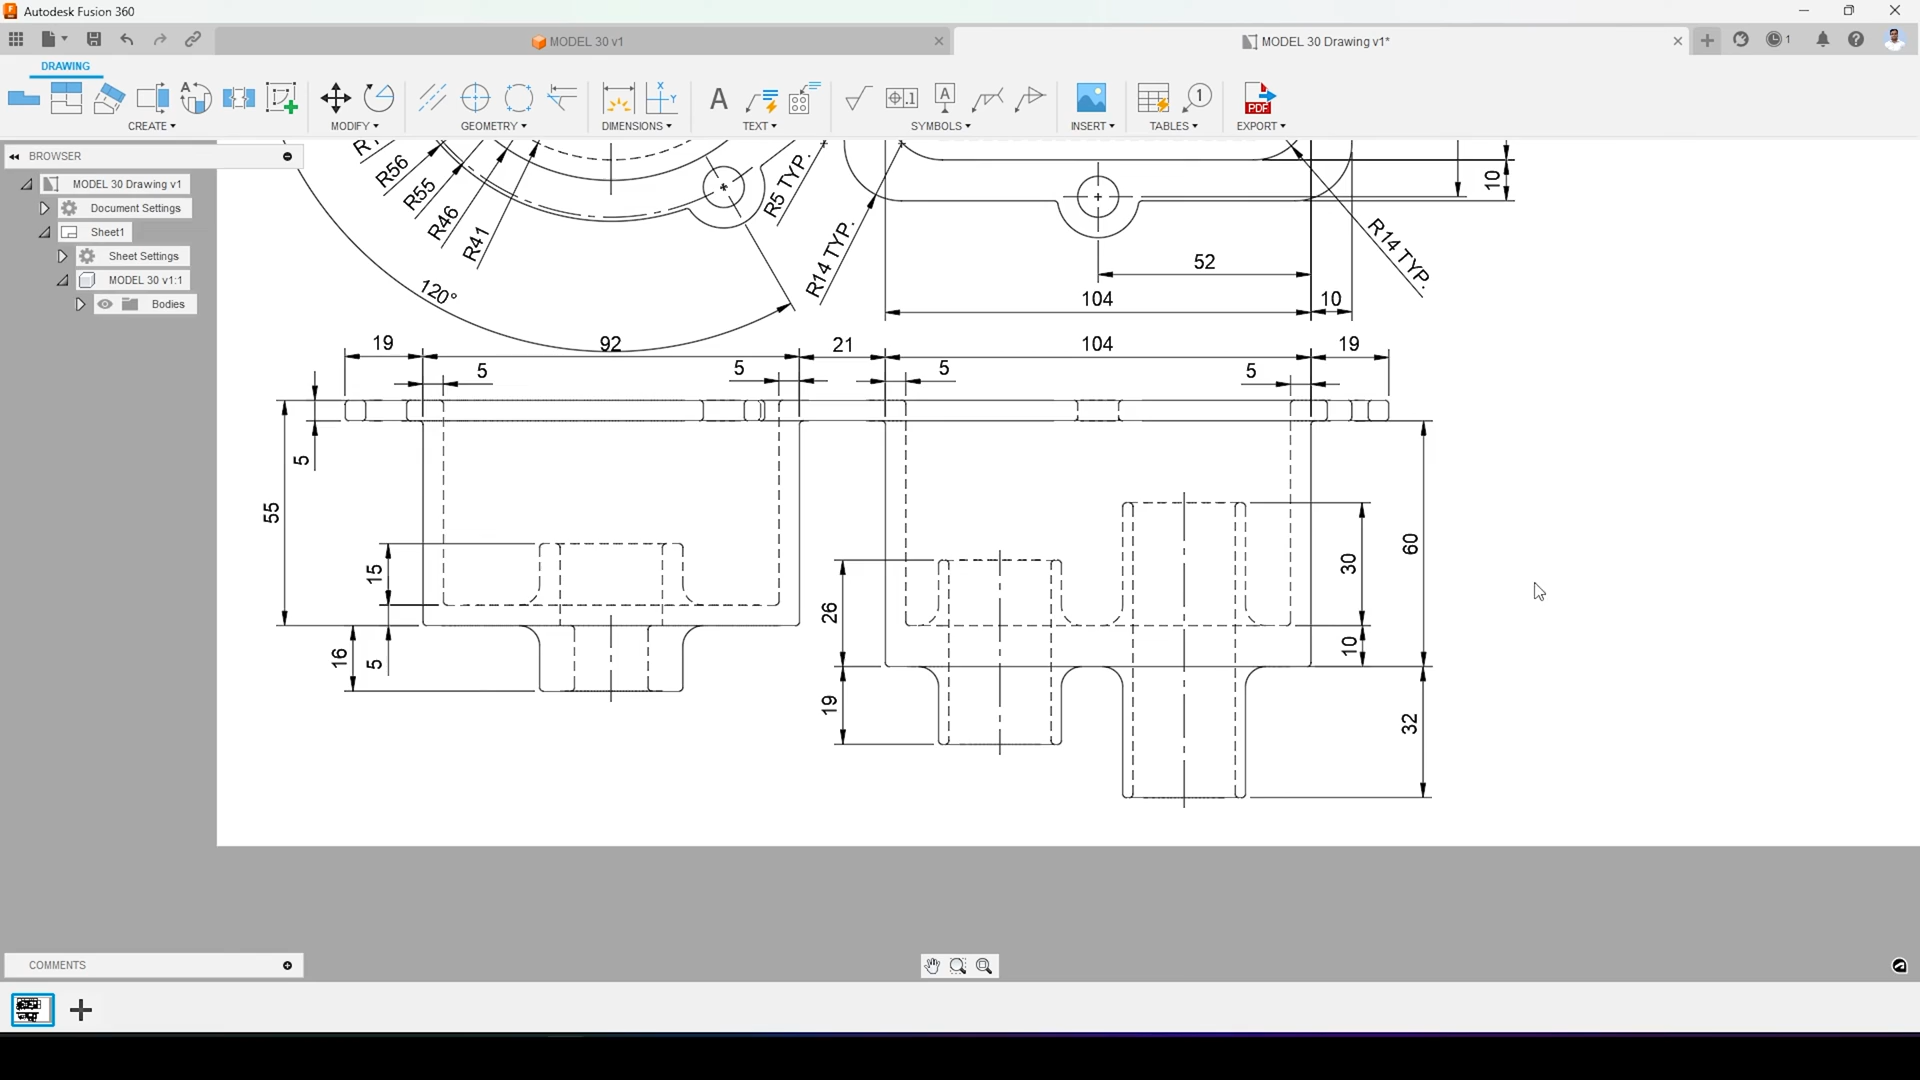 Autodesk Fusion 360
MODEL 30 v1
MODEL 30 Drawing v1*
1
DRAWING
CREATE
MODIFY
GEOMETRY
DIMENSIONS
TEXT
SYMBOLS
INSERT
TABLES
EXPORT
BROWSER
MODEL 30 Drawing v1
Document Settings
Sheet1
Sheet Settings
MODEL 30 v1:1
Bodies
R56
R55
R46
R41
120°
R5 TYP.
R14 TYP.
R14 TYP.
10
52
104
10
19
92
21
104
19
5
5
5
5
5
55
15
16
5
26
19
30
10
60
32
COMMENTS